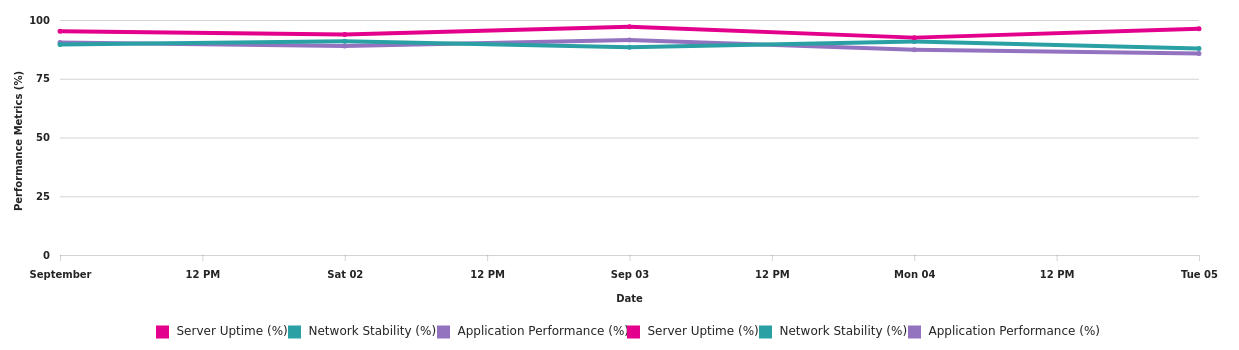 100
75
50
25
0
Performance Metrics (%)
September 12 PM Sat 02 12 PM Sep 03 12 PM Mon 04 12 PM Tue 05
Date
Server Uptime (%) Network Stability (%) Application Performance (%) Server Uptime (%) Network Stability (%) Application Performance (%)